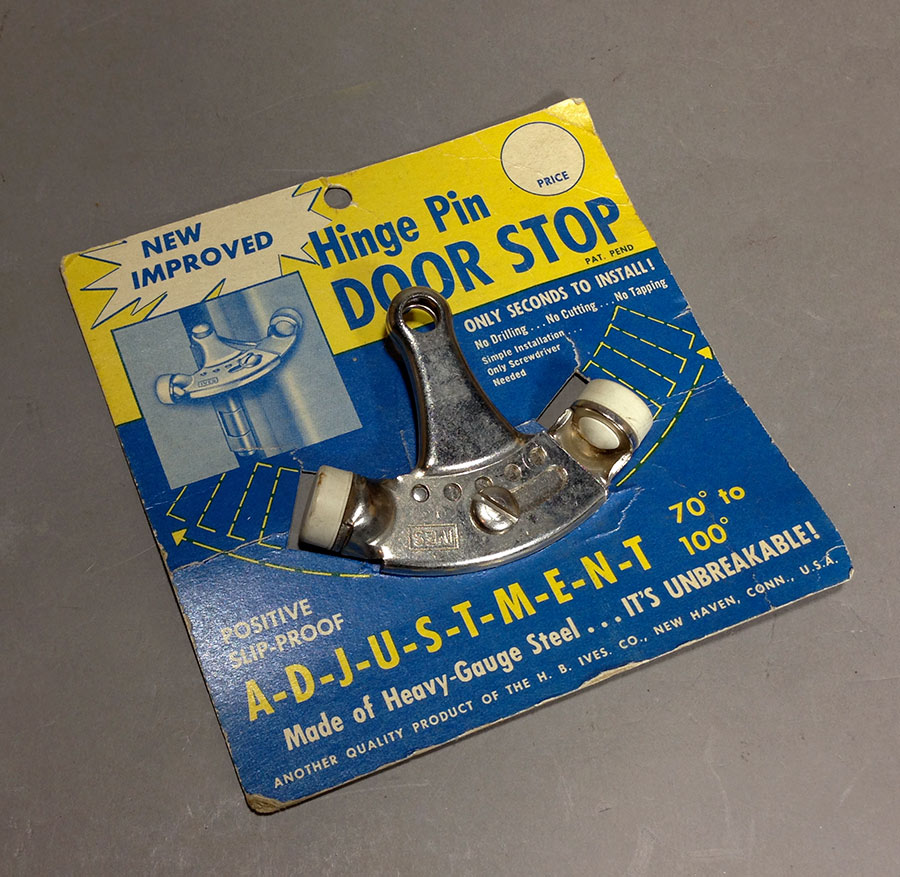 PRICE
NEW
IMPROVED
Hinge Pin
DOOR STOP
PAT. PEND
ONLY SECONDS TO INSTALL!
No Drilling...No Cutting...No Tapping
Simple Installation...
Only Screwdriver
Needed
IVES
IVES
POSITIVE
SLIP-PROOF
A-D-J-U-S-T-M-E-N-T
70° to
100°
Made of Heavy-Gauge Steel...IT'S UNBREAKABLE!
ANOTHER QUALITY PRODUCT OF THE H. B. IVES. CO., NEW HAVEN, CONN., U.S.A.